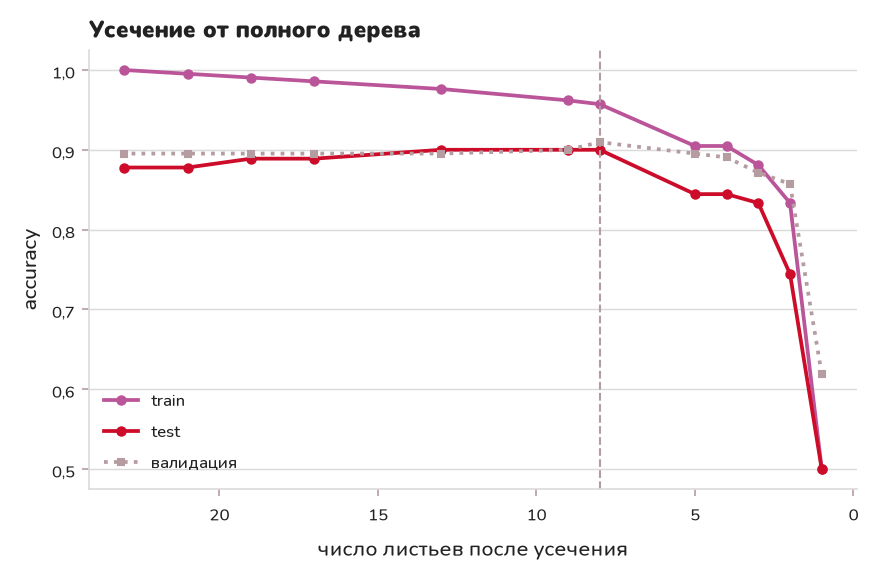 Усечение от полного дерева
accuracy
1,0
0,9
0,8
0,7
0,6
0,5
train
test
валидация
20 15 10 5 0
число листьев после усечения